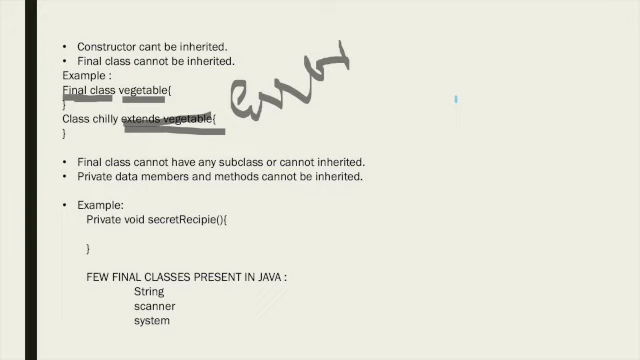 • Constructor cant be inherited.
• Final class cannot be inherited.
Example :
Final class vegetable{
}
Class chilly extends vegetable{
}
error
• Final class cannot have any subclass or cannot inherited.
• Private data members and methods cannot be inherited.
• Example:
Private void secretRecipie(){
}
FEW FINAL CLASSES PRESENT IN JAVA :
String
scanner
system